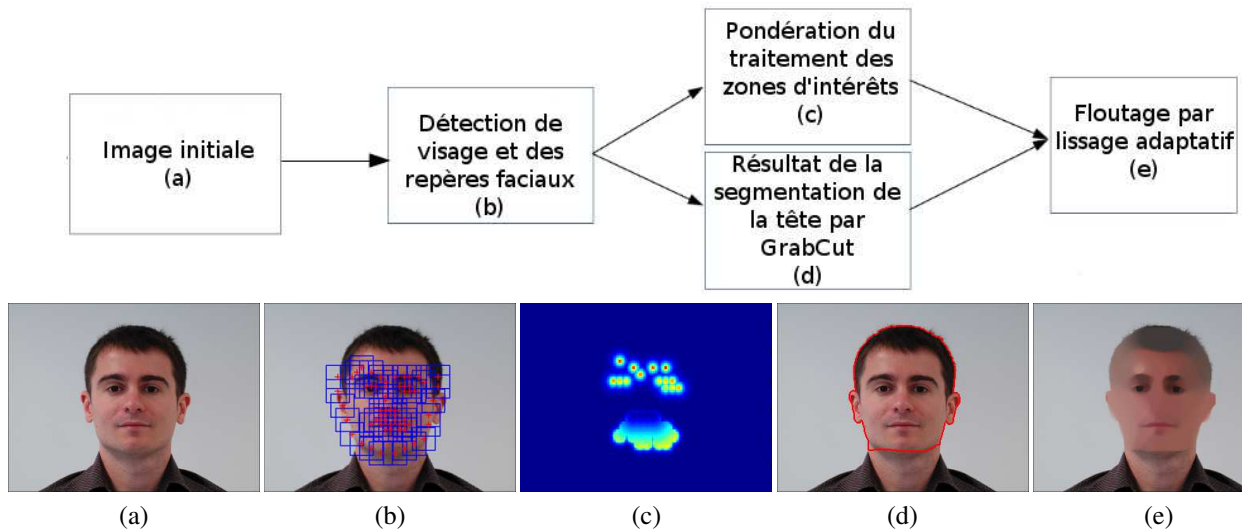 Image initiale
(a)
Détection de
visage et des
repères faciaux
(b)
Pondération du
traitement des
zones d'intérêts
(c)
Résultat de la
segmentation de
la tête par
GrabCut
(d)
Floutage par
lissage adaptatif
(e)
(a)
(b)
(c)
(d)
(e)